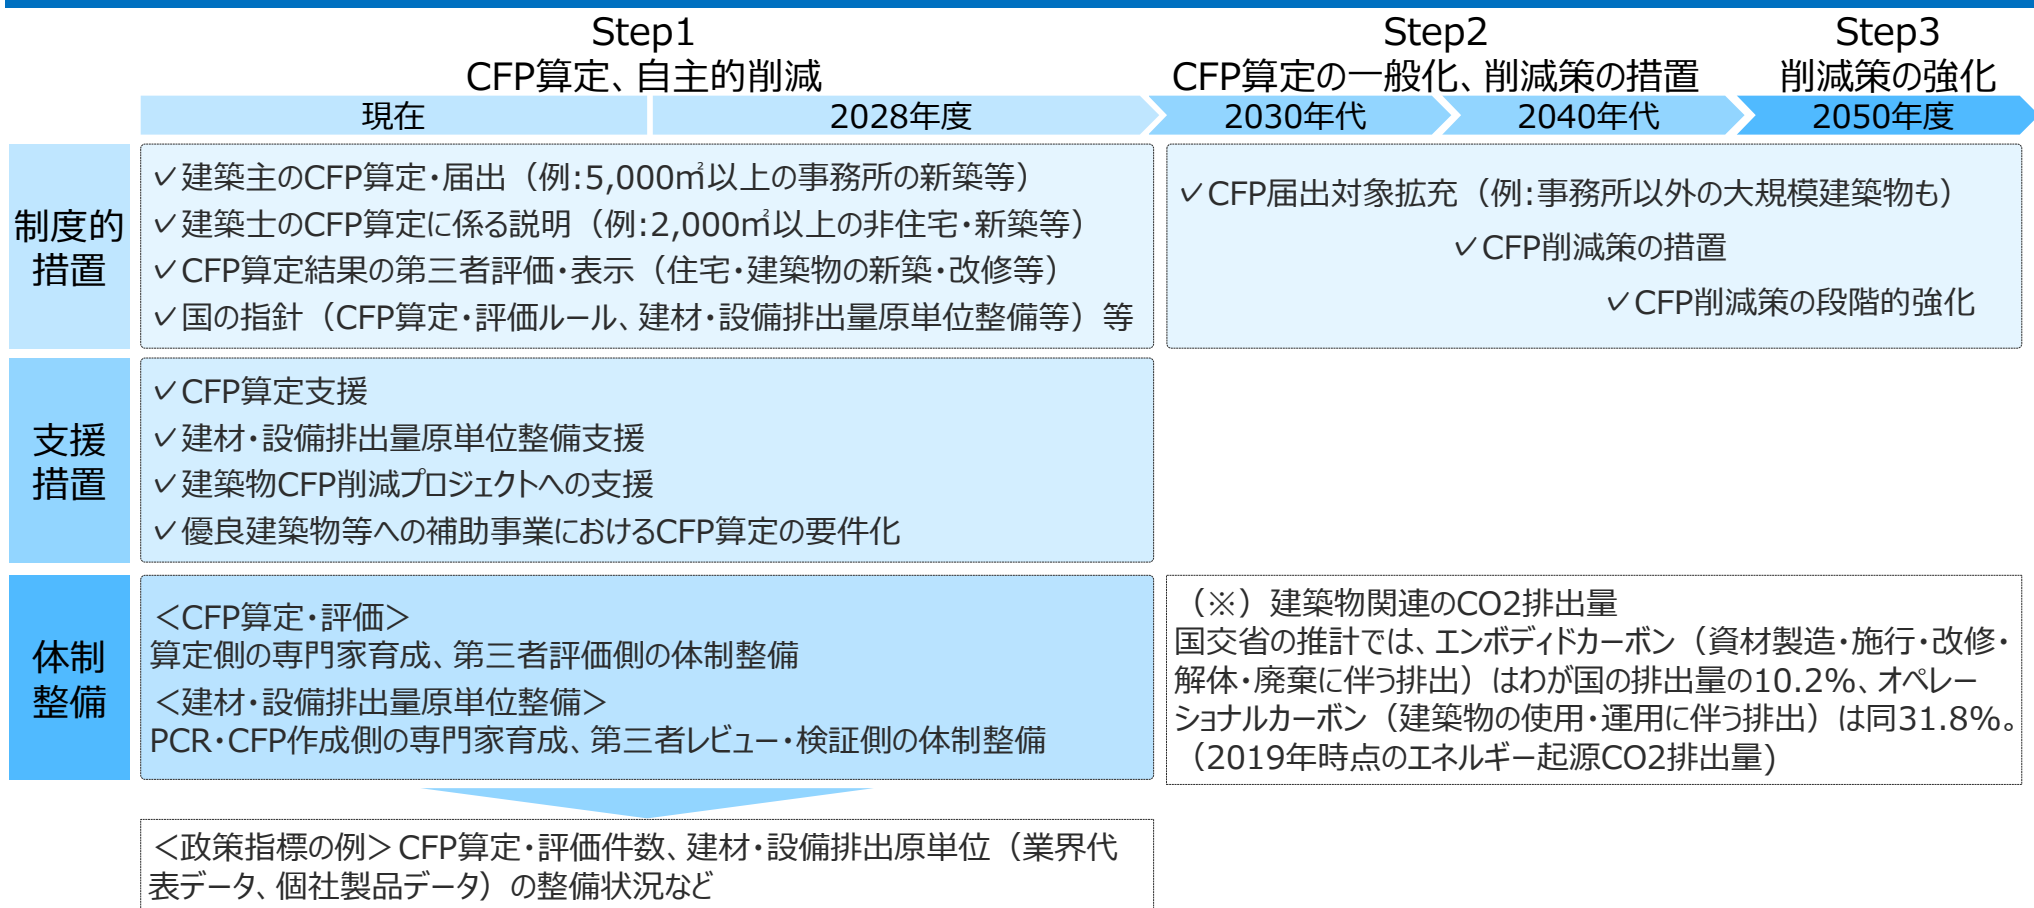 Step1
CFP算定、自主的削減
Step2
CFP算定の一般化、削減策の措置
Step3
削減策の強化
現在
2028年度
2030年代
2040年代
2050年度
制度的
措置
✓建築主のCFP算定・届出（例:5,000㎡以上の事務所の新築等）
✓建築士のCFP算定に係る説明（例:2,000㎡以上の非住宅・新築等）
✓CFP算定結果の第三者評価・表示（住宅・建築物の新築・改修等）
✓国の指針（CFP算定・評価ルール、建材・設備排出量原単位整備等）等
✓CFP届出対象拡充（例:事務所以外の大規模建築物も）
✓CFP削減策の措置
✓CFP削減策の段階的強化
支援
措置
✓CFP算定支援
✓建材・設備排出量原単位整備支援
✓建築物CFP削減プロジェクトへの支援
✓優良建築物等への補助事業におけるCFP算定の要件化
体制
整備
＜CFP算定・評価＞
算定側の専門家育成、第三者評価側の体制整備
＜建材・設備排出量原単位整備＞
PCR・CFP作成側の専門家育成、第三者レビュー・検証側の体制整備
（※）建築物関連のCO2排出量
国交省の推計では、エンボディドカーボン（資材製造・施行・改修・
解体・廃棄に伴う排出）はわが国の排出量の10.2%、オペレー
ショナルカーボン（建築物の使用・運用に伴う排出）は同31.8%。
（2019年時点のエネルギー起源CO2排出量)
＜政策指標の例＞CFP算定・評価件数、建材・設備排出原単位（業界代
表データ、個社製品データ）の整備状況など